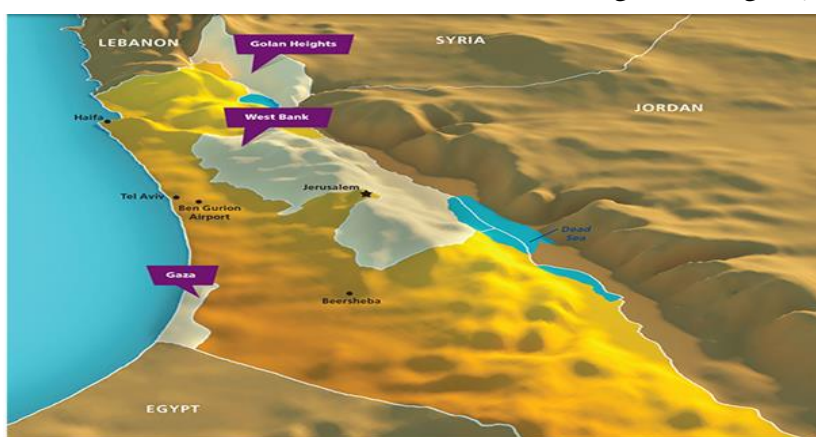 LEBANON
Golan Heights
SYRIA
JORDAN
West Bank
Haifa
Jerusalem
Tel Aviv
Ben Gurion
Airport
Dead
Sea
Gaza
Beersheba
EGYPT